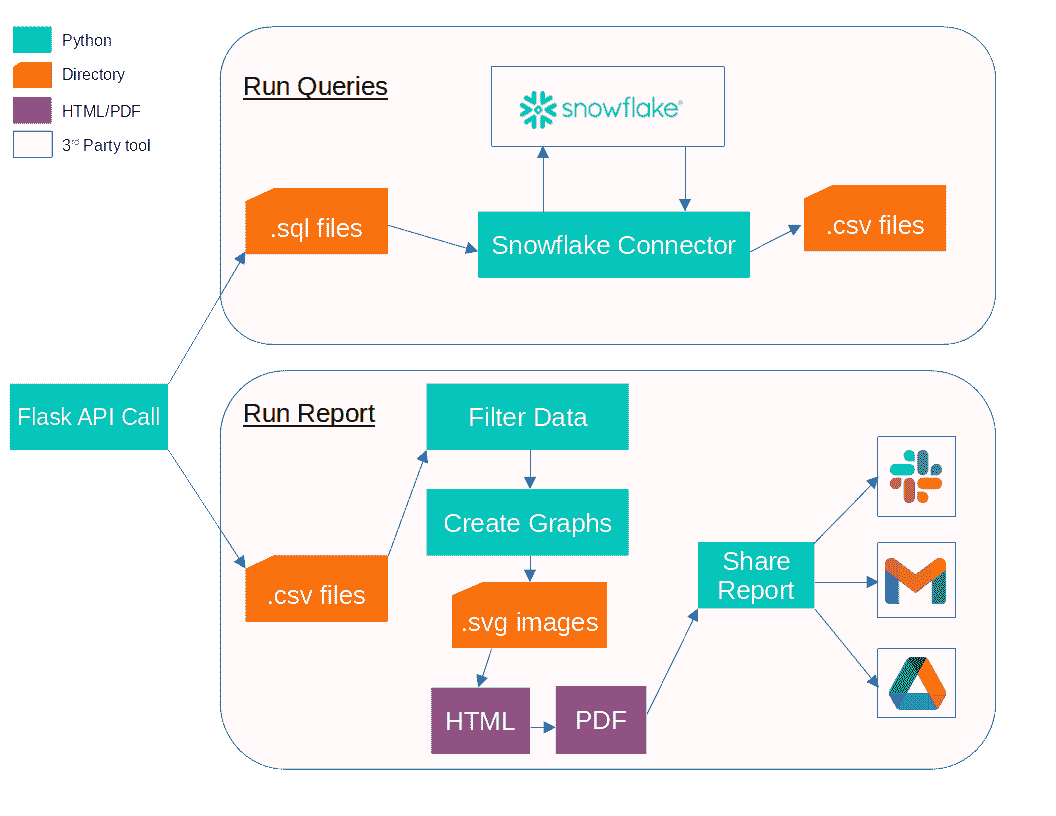 Python
Directory
HTML/PDF
3rd Party tool
Run Queries
snowflake®
.sql files
Snowflake Connector
.csv files
Flask API Call
Run Report
Filter Data
Create Graphs
.csv files
.svg images
HTML
PDF
Share
Report